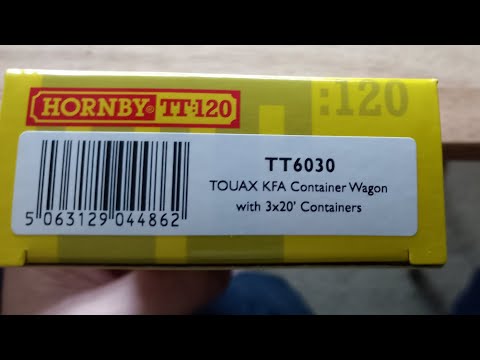 HORNBY® TT:120
:120
TT6030
TOUAX KFA Container Wagon
with 3x20' Containers
5 063129 044862